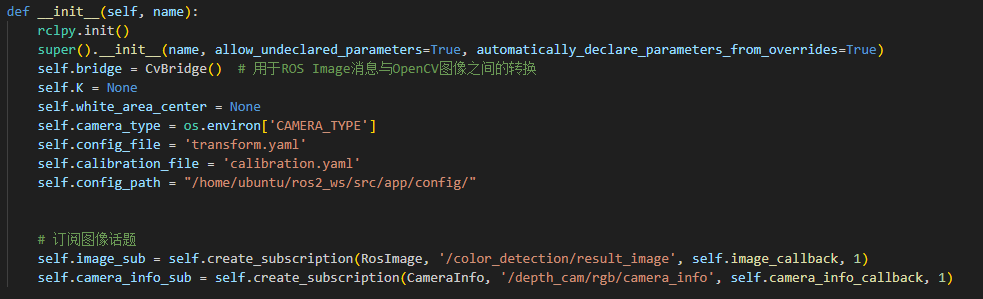 def __init__(self, name):
    rclpy.init()
    super().__init__(name, allow_undeclared_parameters=True, automatically_declare_parameters_from_overrides=True)
    self.bridge = CvBridge()  # 用于ROS Image消息与OpenCV图像之间的转换
    self.K = None
    self.white_area_center = None
    self.camera_type = os.environ['CAMERA_TYPE']
    self.config_file = 'transform.yaml'
    self.calibration_file = 'calibration.yaml'
    self.config_path = "/home/ubuntu/ros2_ws/src/app/config/"
    # 订阅图像话题
    self.image_sub = self.create_subscription(RosImage, '/color_detection/result_image', self.image_callback, 1)
    self.camera_info_sub = self.create_subscription(CameraInfo, '/depth_cam/rgb/camera_info', self.camera_info_callback, 1)